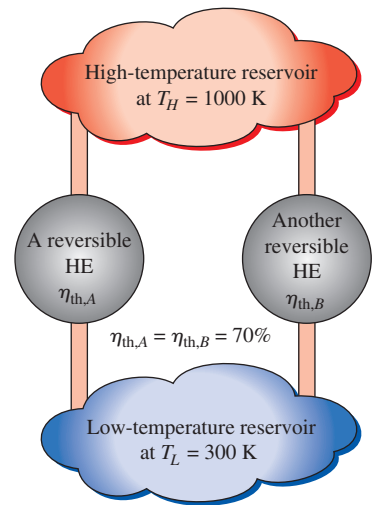 High-temperature reservoir
at T_H = 1000 K
A reversible
HE
η_th,A
Another
reversible
HE
η_th,B
η_th,A = η_th,B = 70%
Low-temperature reservoir
at T_L = 300 K